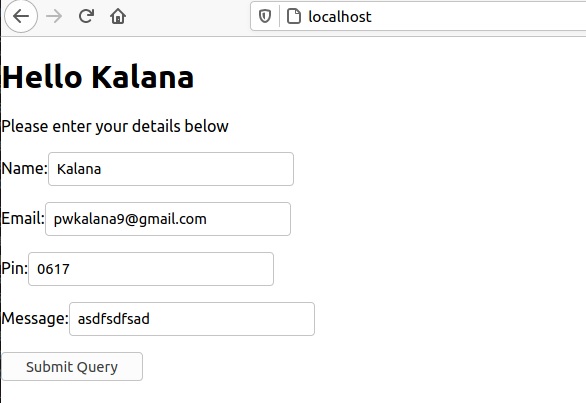 localhost
Hello Kalana
Please enter your details below
Name: Kalana
Email: pwkalana9@gmail.com
Pin: 0617
Message: asdfsdfsad
Submit Query